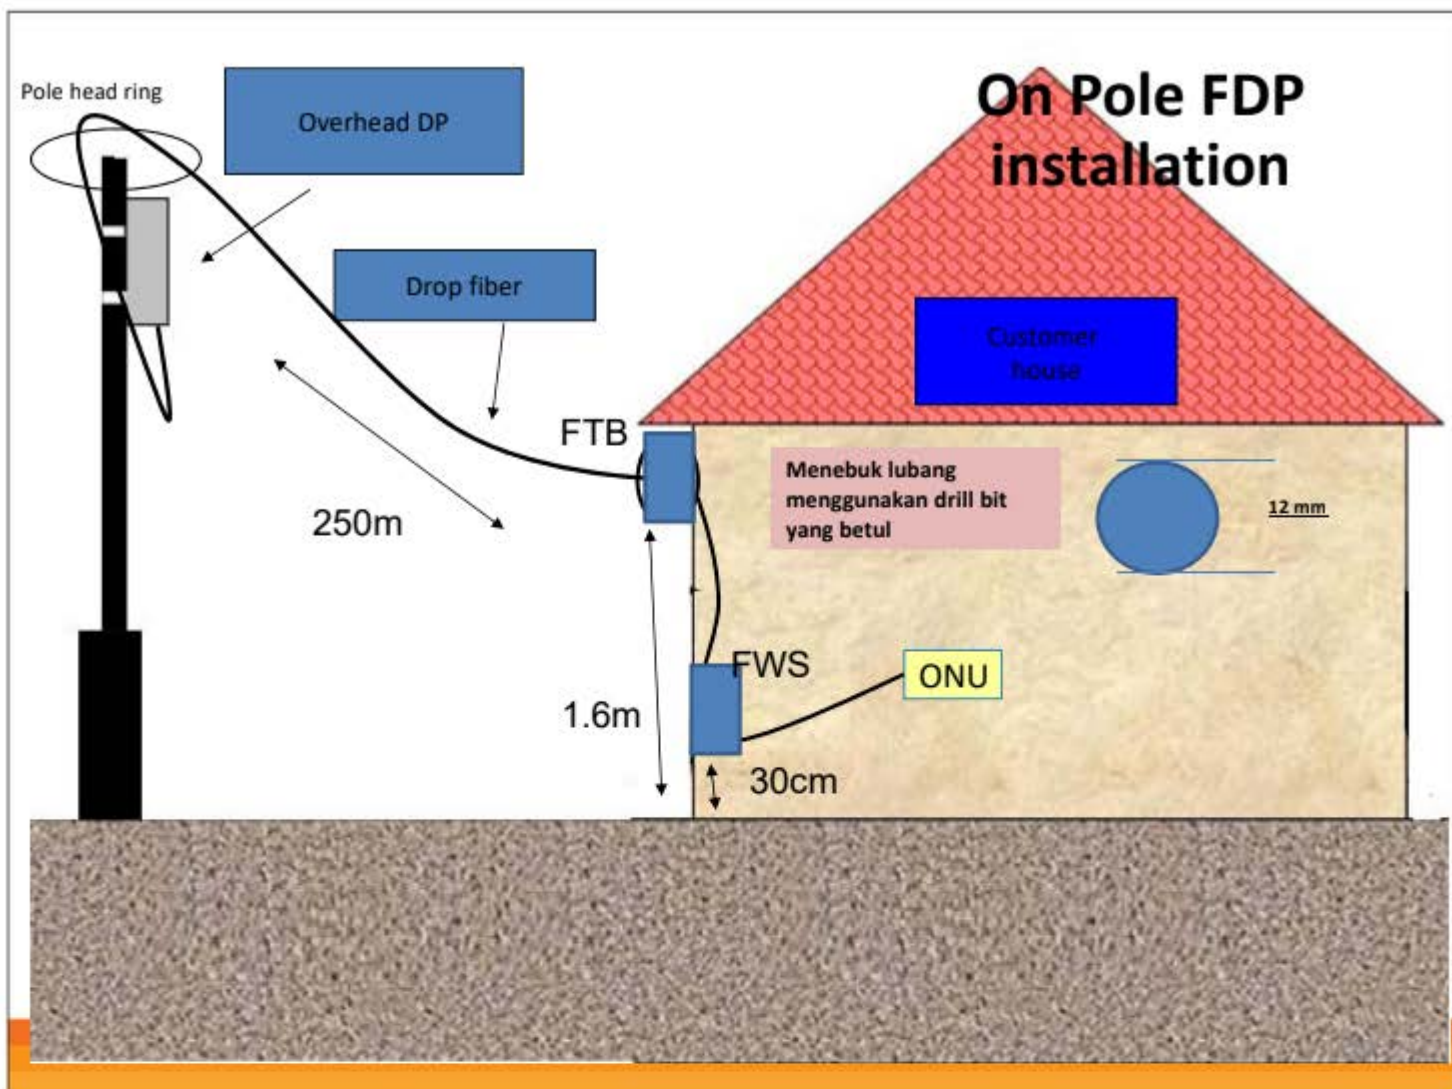 On Pole FDP
installation
Pole head ring
Overhead DP
Drop fiber
Customer
house
FTB
Menebuk lubang
menggunakan drill bit
yang betul
12 mm
250m
FWS
ONU
1.6m
30cm